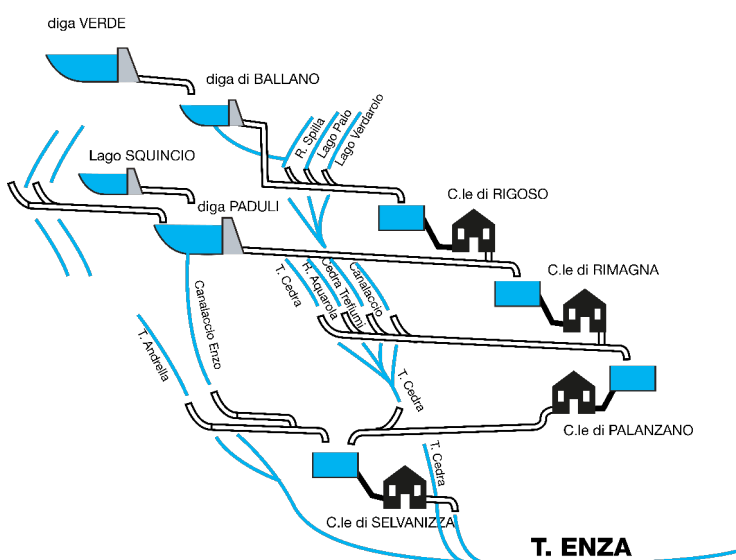 diga VERDE
diga di BALLANO
R. Spilla
Lago Palo
Lago Verdarolo
Lago SQUINCIO
C.le di RIGOSO
diga PADULI
C.le di RIMAGNA
T. Cedra
R. Aquarola
Cedra Trefiumi
Canalaccio
Canalaccio Enzo
T. Andrella
T. Cedra
C.le di PALANZANO
T. Cedra
C.le di SELVANIZZA
T. ENZA